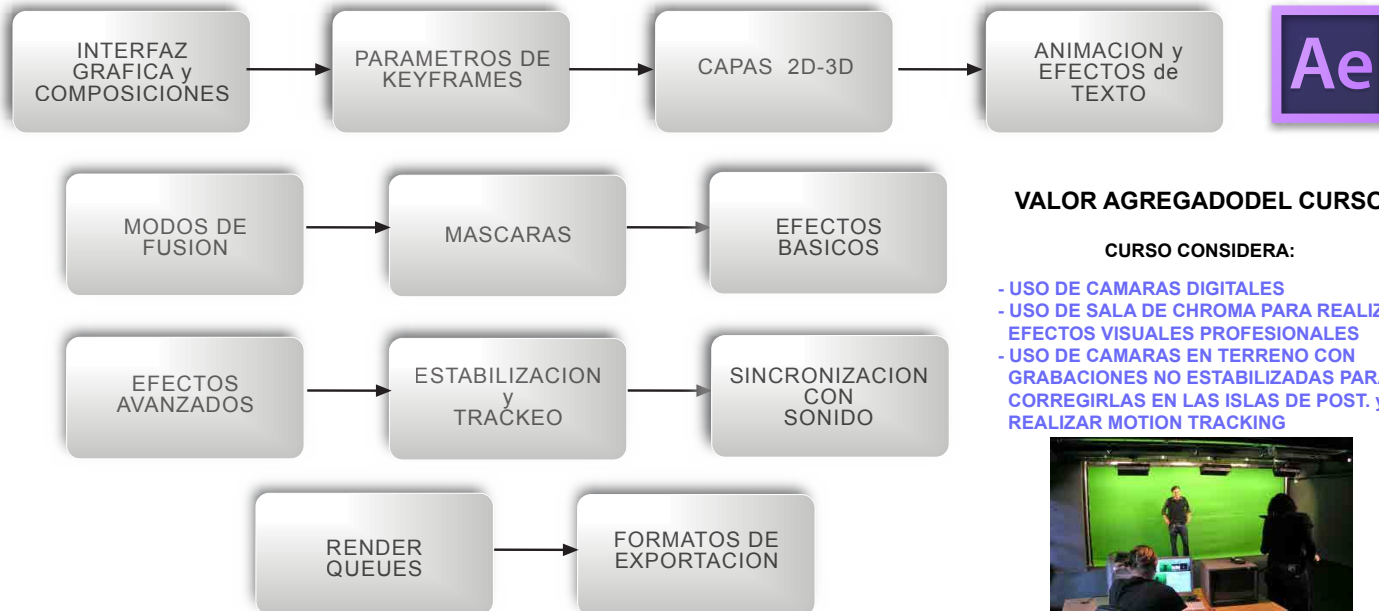 INTERFAZ
GRAFICA y
COMPOSICIONES
PARAMETROS DE
KEYFRAMES
CAPAS 2D-3D
ANIMACION y
EFECTOS de
TEXTO
Ae
MODOS DE
FUSION
MASCARAS
EFECTOS
BASICOS
VALOR AGREGADODEL CURSO
CURSO CONSIDERA:
- USO DE CAMARAS DIGITALES
- USO DE SALA DE CHROMA PARA REALIZ
EFECTOS VISUALES PROFESIONALES
- USO DE CAMARAS EN TERRENO CON
GRABACIONES NO ESTABILIZADAS PARA
CORREGIRLAS EN LAS ISLAS DE POST. y
REALIZAR MOTION TRACKING
EFECTOS
AVANZADOS
ESTABILIZACION
y
TRACKEO
SINCRONIZACION
CON
SONIDO
RENDER
QUEUES
FORMATOS DE
EXPORTACION